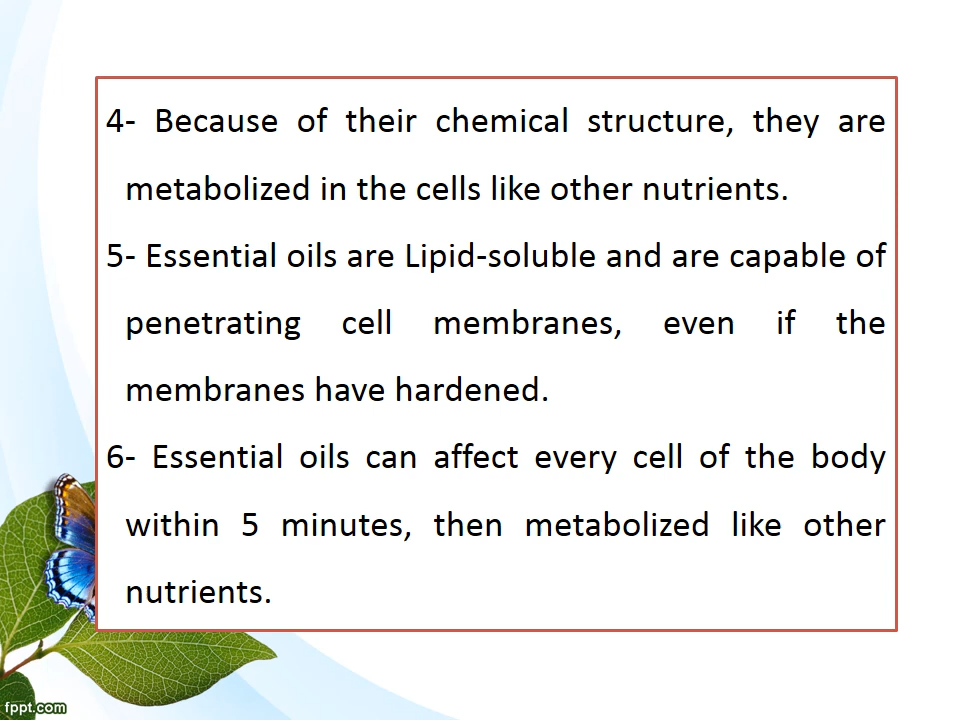 4- Because of their chemical structure, they are
metabolized in the cells like other nutrients.
5- Essential oils are Lipid-soluble and are capable of
penetrating cell membranes, even if the
membranes have hardened.
6- Essential oils can affect every cell of the body
within 5 minutes, then metabolized like other
nutrients.
fppt.com